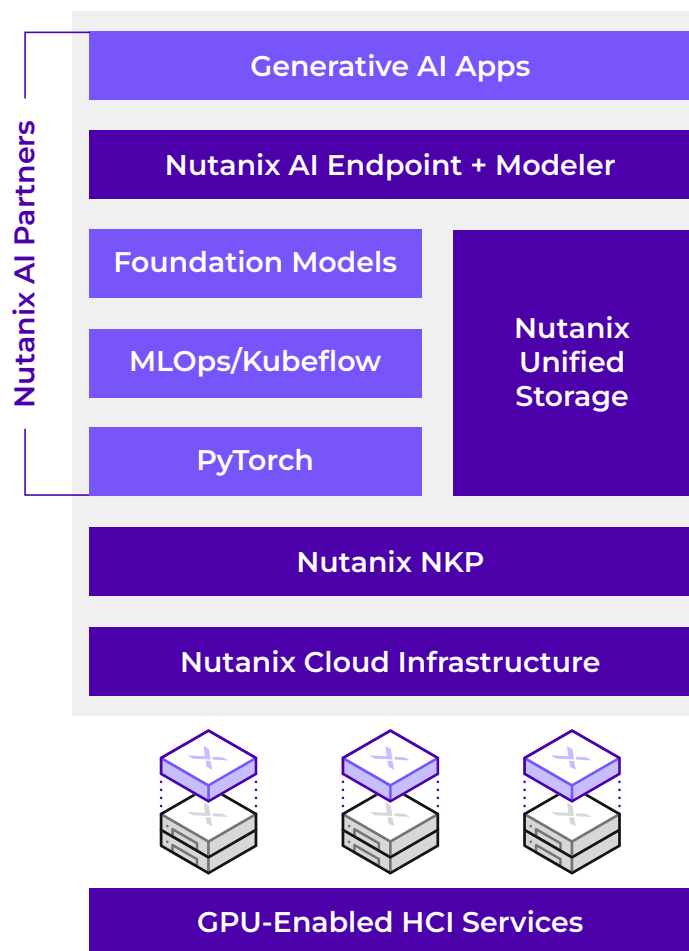 Nutanix AI Partners
Generative AI Apps
Nutanix AI Endpoint + Modeler
Foundation Models
MLOps/Kubeflow
PyTorch
Nutanix
Unified
Storage
Nutanix NKP
Nutanix Cloud Infrastructure
GPU-Enabled HCI Services